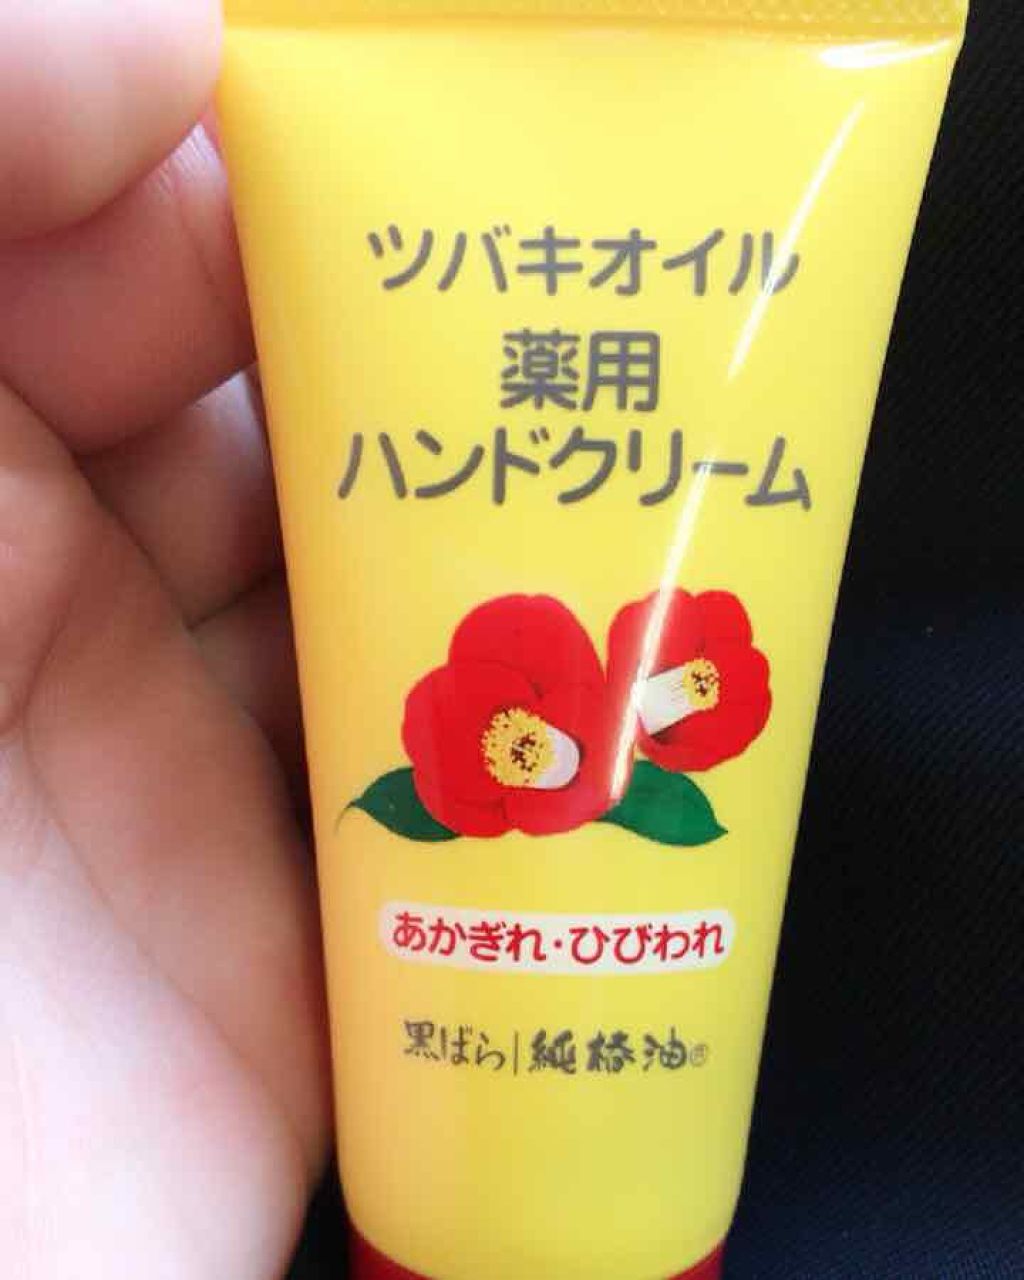 ツバキオイル
薬用
ハンドクリーム
あかぎれ・ひびわれ
黒ばら|純椿油®